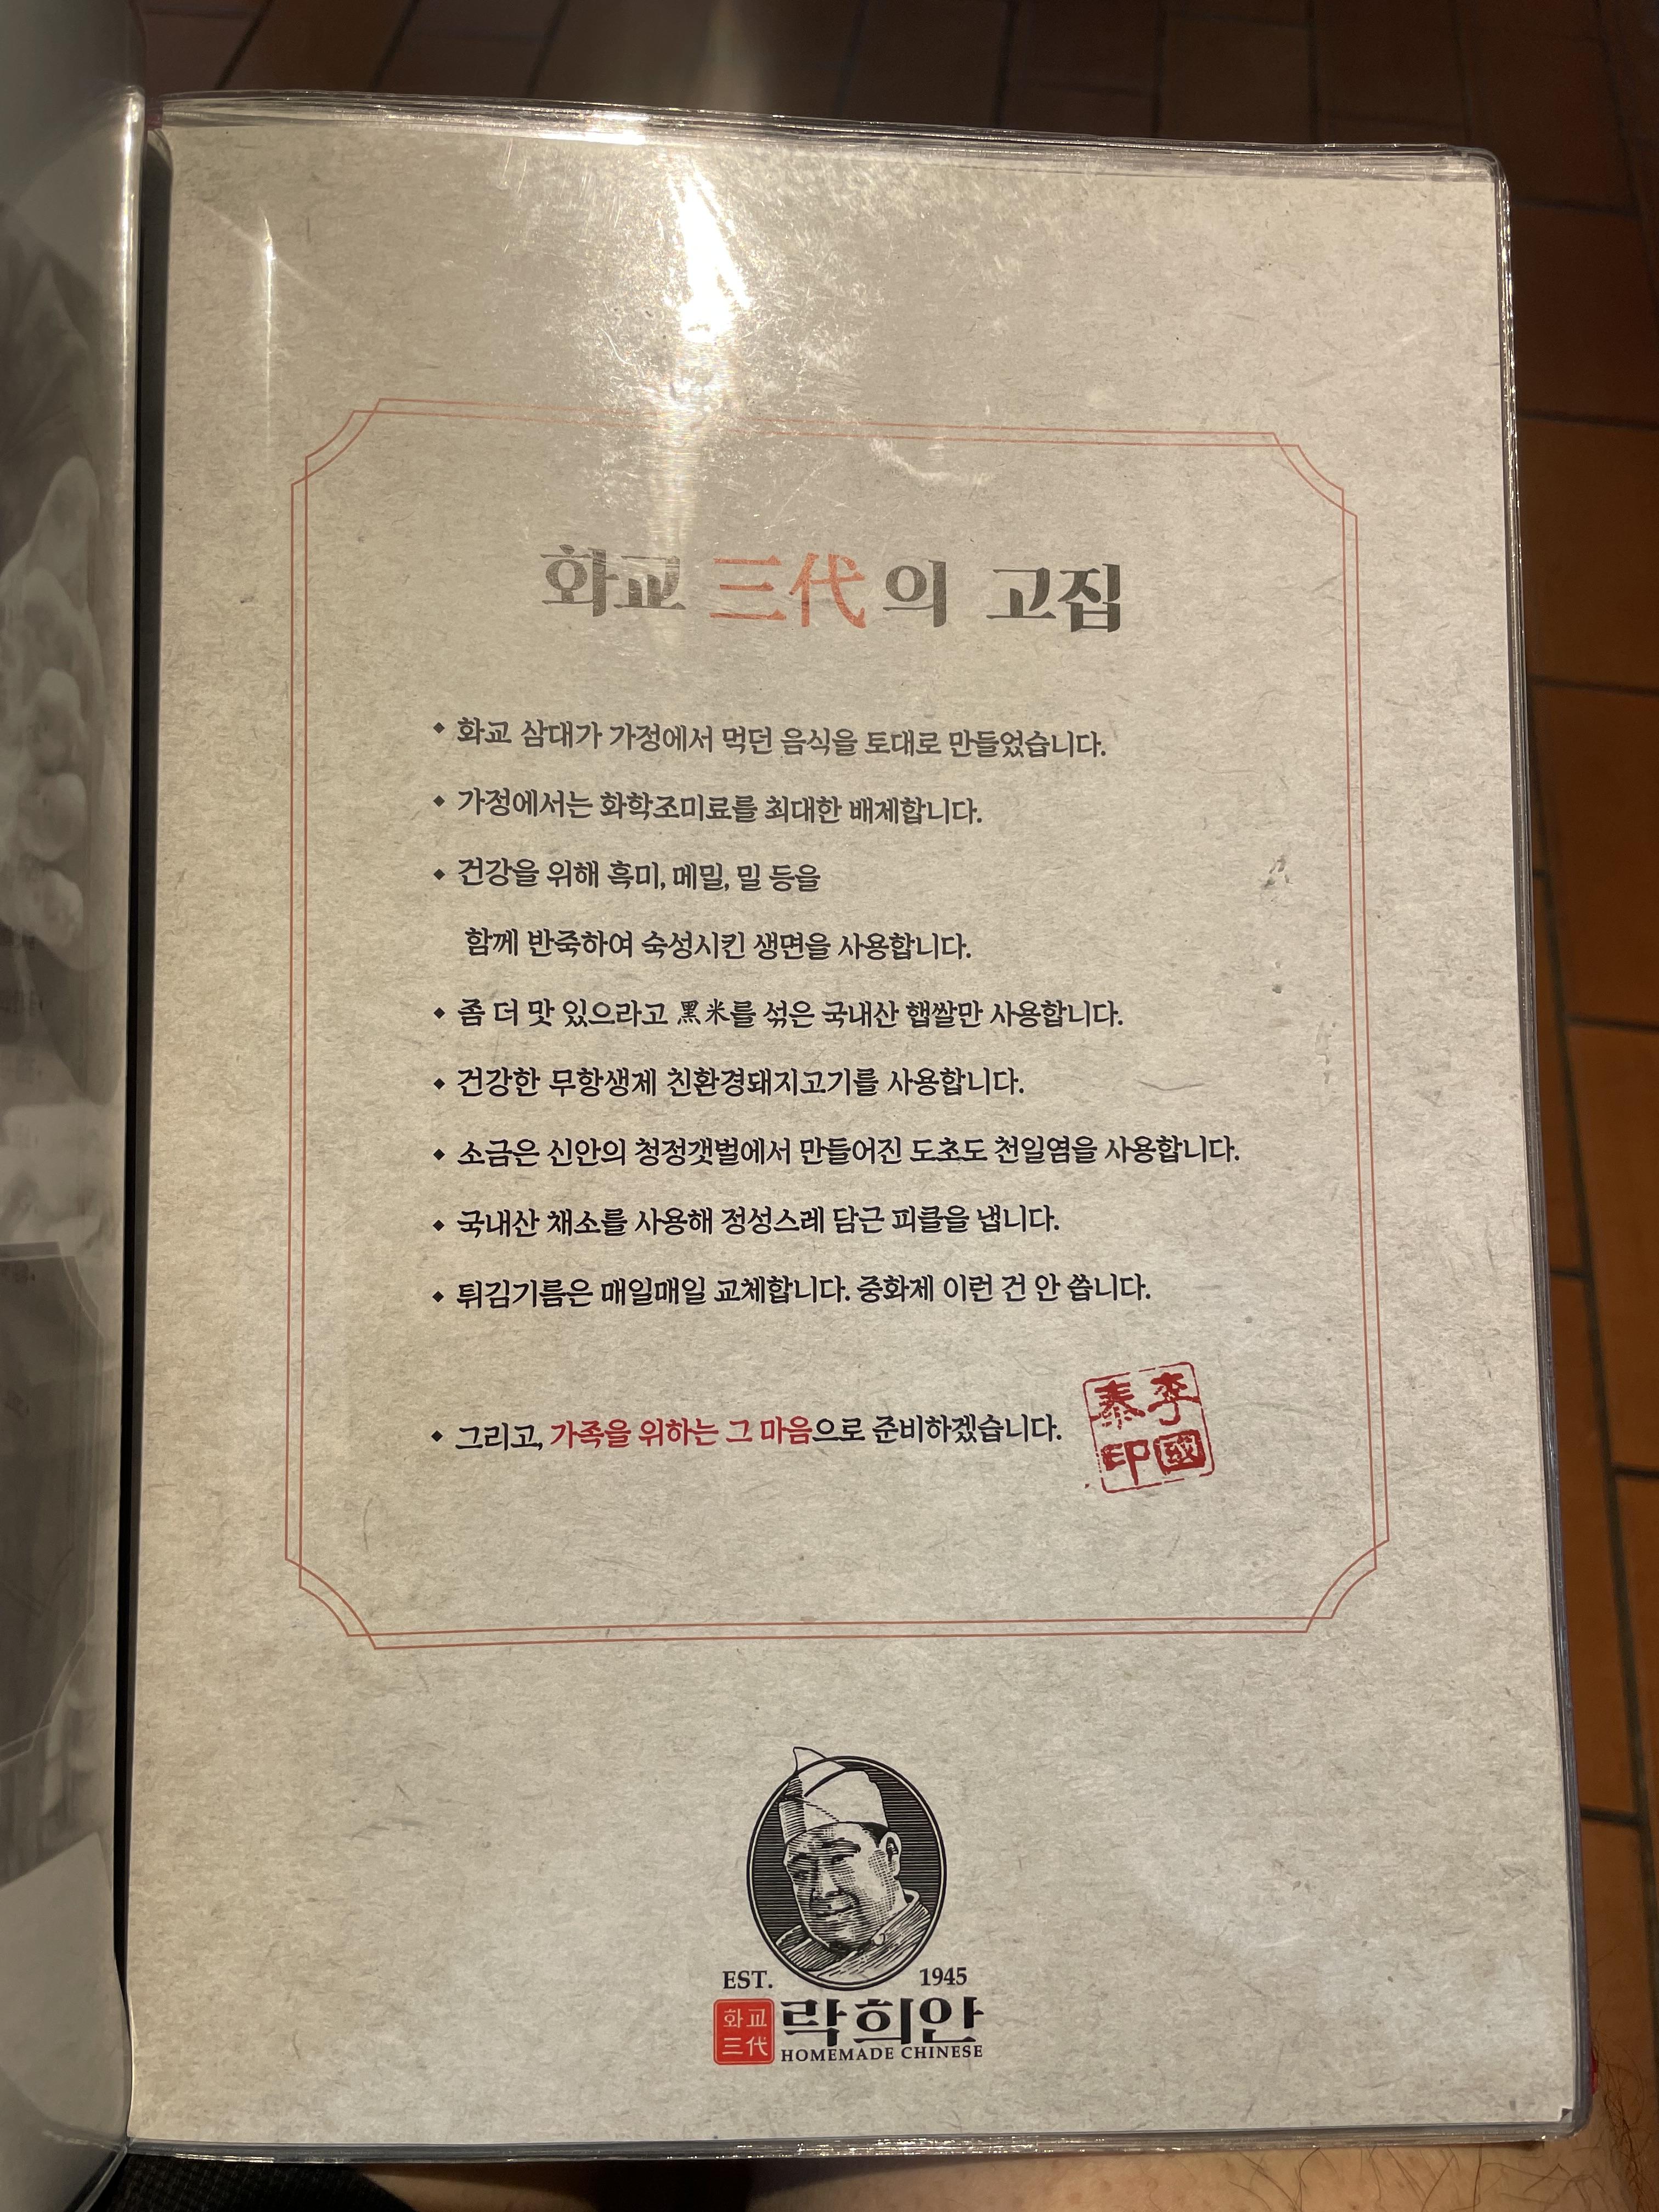 화교 三代의 고집
◆ 화교 삼대가 가정에서 먹던 음식을 토대로 만들었습니다.
◆ 가정에서는 화학조미료를 최대한 배제합니다.
◆ 건강을 위해 흑미, 메밀, 밀 등을
함께 반죽하여 숙성시킨 생면을 사용합니다.
◆ 좀 더 맛 있으라고 黑米를 섞은 국내산 햅쌀만 사용합니다.
◆ 건강한 무항생제 친환경돼지고기를 사용합니다.
◆ 소금은 신안의 청정갯벌에서 만들어진 도초도 천일염을 사용합니다.
◆ 국내산 채소를 사용해 정성스레 담근 피클을 냅니다.
◆ 튀김기름은 매일매일 교체합니다. 중화제 이런 건 안 씁니다.
◆ 그리고, 가족을 위하는 그 마음으로 준비하겠습니다.
李國泰印
EST. 1945
화교
三代
락희안
HOMEMADE CHINESE